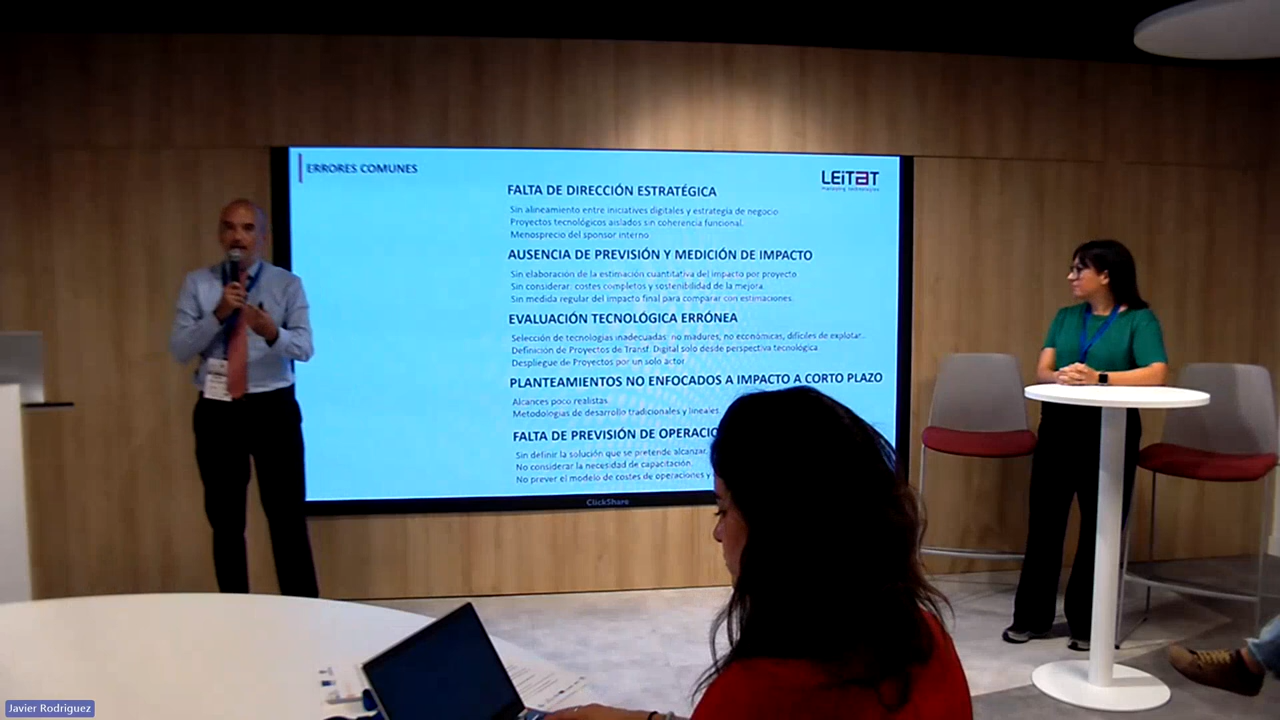 ERRORES COMUNES
LEiTAT
managing technologies
FALTA DE DIRECCIÓN ESTRATÉGICA
Sin alineamiento entre iniciativas digitales y estrategia de negocio
Proyectos tecnológicos aislados sin coherencia funcional.
Menosprecio del sponsor interno
AUSENCIA DE PREVISIÓN Y MEDICIÓN DE IMPACTO
Sin elaboración de la estimación cuantitativa del impacto por proyecto
Sin considerar: costes completos y sostenibilidad de la mejora.
Sin medida regular del impacto final para comparar con estimaciones.
EVALUACIÓN TECNOLÓGICA ERRÓNEA
Selección de tecnologías inadecuadas: no madures, no económicas, difíciles de explotar...
Definición de Proyectos de Transf. Digital solo desde perspectiva tecnológica
Despliegue de Proyectos por un solo actor
PLANTEAMIENTOS NO ENFOCADOS A IMPACTO A CORTO PLAZO
Alcances poco realistas
Metodologías de desarrollo tradicionales y lineales
FALTA DE PREVISIÓN DE OPERACIO
Sin definir la solución que se pretende alcanzar.
No considerar la necesidad de capacitación.
No prever el modelo de costes de operaciones y
ClickShare
Javier Rodriguez